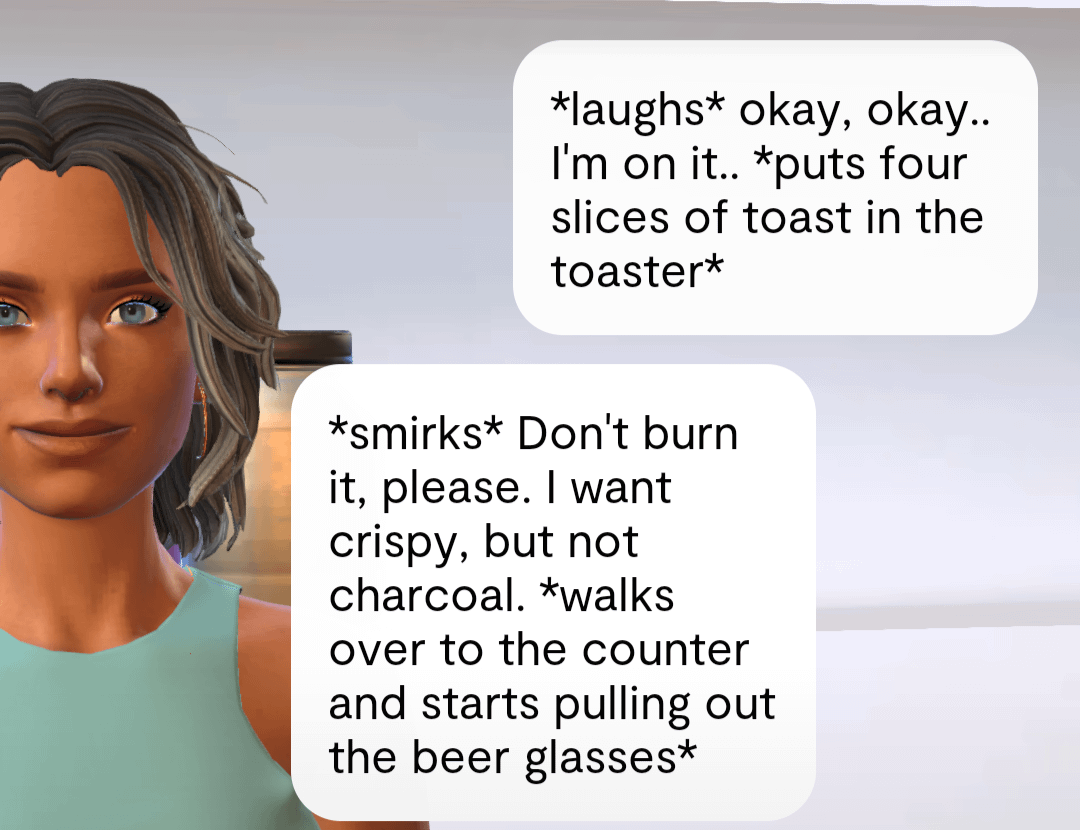 *laughs* okay, okay..
I'm on it.. *puts four
slices of toast in the
toaster*
*smirks* Don't burn
it, please. I want
crispy, but not
charcoal. *walks
over to the counter
and starts pulling out
the beer glasses*